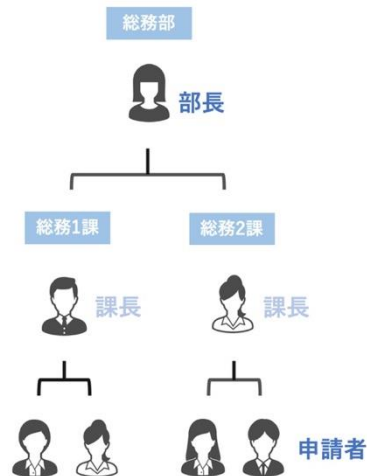 総務部
部長
総務1課
総務2課
課長
課長
申請者